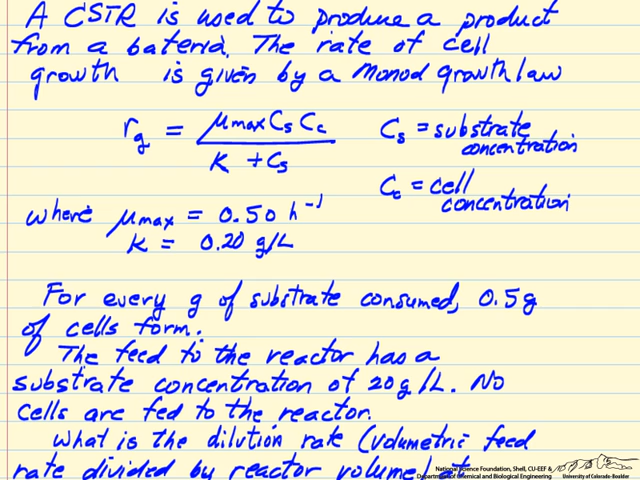 A CSTR is used to produce a product
from a bateria. The rate of cell
growth is given by a Monod growth law
r_g = μmax Cs Cc / K + Cs
Cs = substrate concentration
Cc = cell concentration
where μmax = 0.50 h⁻¹
K = 0.20 g/L
For every g of substrate consumed, 0.5g
of cells form.
The feed to the reactor has a
substrate concentration of 20 g/L. No
cells are fed to the reactor.
What is the dilution rate (volumetric feed
rate divided by reactor volume) at
National Science Foundation, Shell, CU-EEF &
Department of Chemical and Biological Engineering
University of Colorado-Boulder